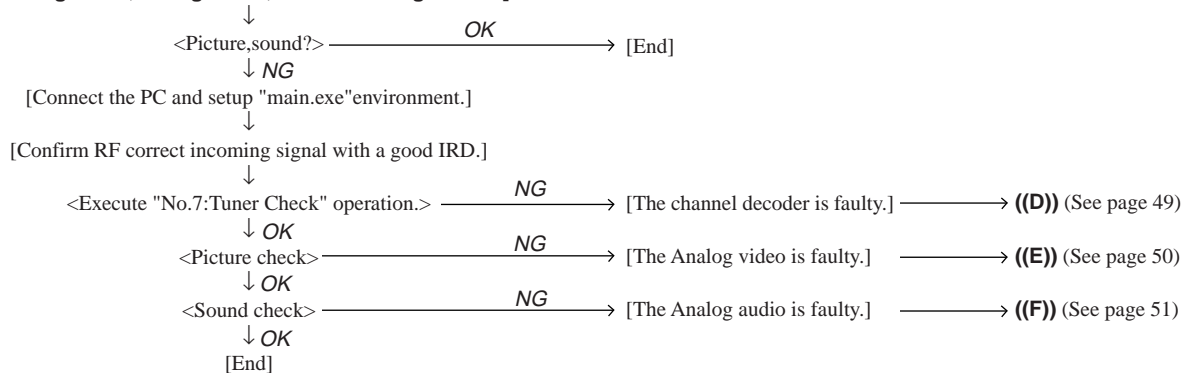 <Picture,sound?> OK [End]
NG
[Connect the PC and setup "main.exe"environment.]
[Confirm RF correct incoming signal with a good IRD.]
<Execute "No.7:Tuner Check" operation.> NG [The channel decoder is faulty.] ((D)) (See page 49)
OK
<Picture check> NG [The Analog video is faulty.] ((E)) (See page 50)
OK
<Sound check> NG [The Analog audio is faulty.] ((F)) (See page 51)
OK
[End]